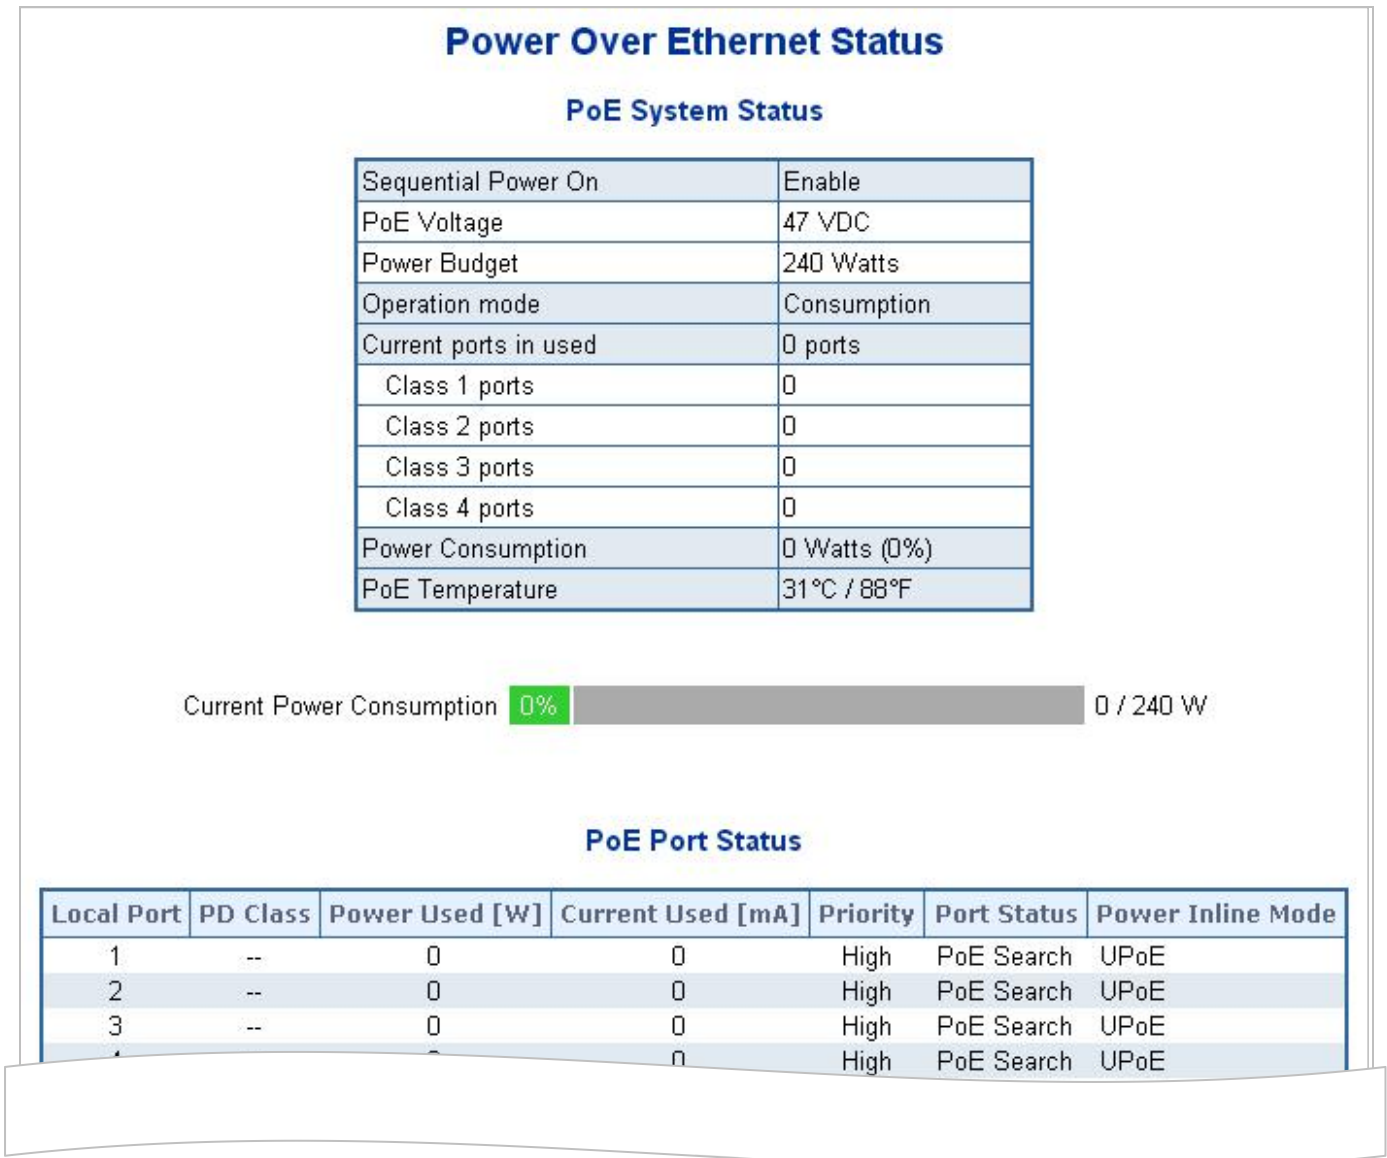 Power Over Ethernet Status
PoE System Status
Sequential Power On Enable
PoE Voltage 47 VDC
Power Budget 240 Watts
Operation mode Consumption
Current ports in used 0 ports
Class 1 ports 0
Class 2 ports 0
Class 3 ports 0
Class 4 ports 0
Power Consumption 0 Watts (0%)
PoE Temperature 31°C / 88°F
Current Power Consumption 0% 0 / 240 W
PoE Port Status
Local Port PD Class Power Used [W] Current Used [mA] Priority Port Status Power Inline Mode
1 -- 0 0 High PoE Search UPoE
2 -- 0 0 High PoE Search UPoE
3 -- 0 0 High PoE Search UPoE
High PoE Search UPoE